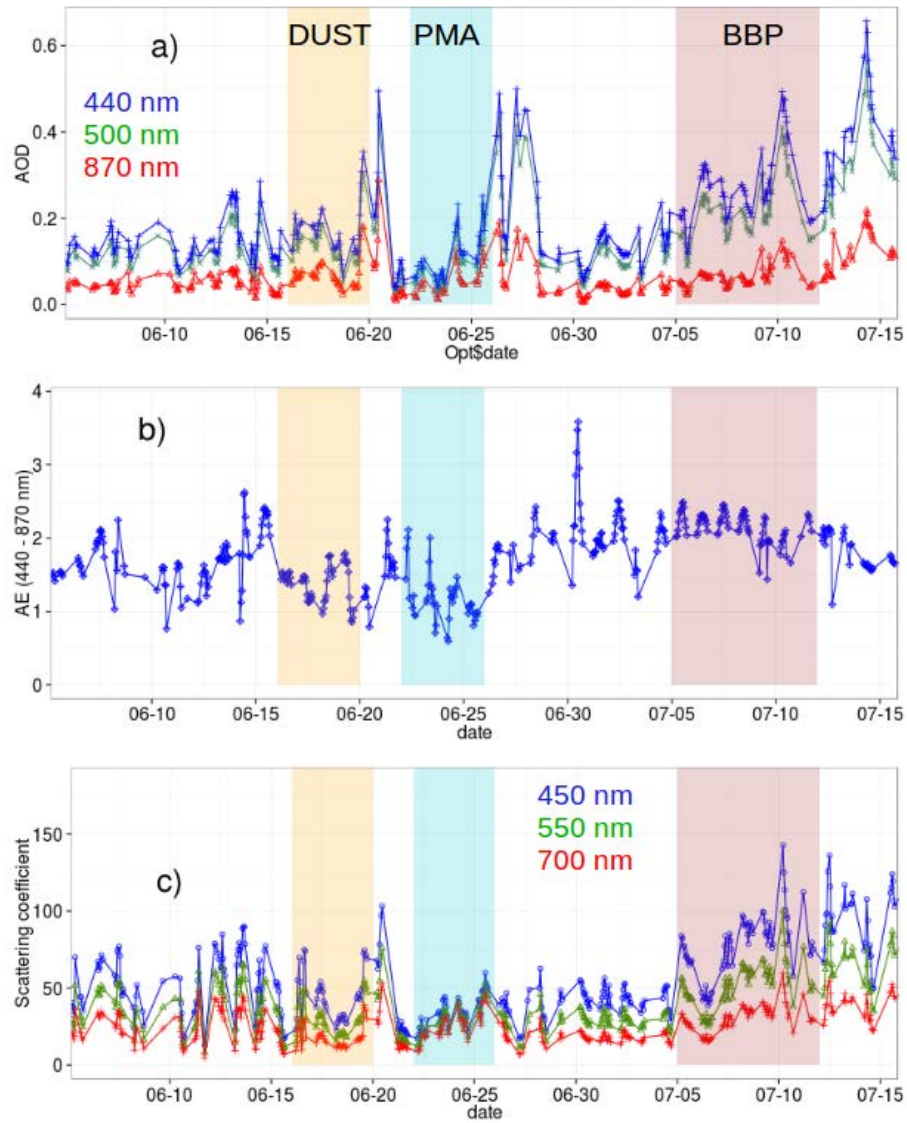 a) DUST PMA BBP
440 nm
500 nm
870 nm
AOD
0.6
0.4
0.2
0.0
06-10 06-15 06-20 06-25 06-30 07-05 07-10 07-15
Opt$date
b)
AE (440 - 870 nm)
4
3
2
1
0
06-10 06-15 06-20 06-25 06-30 07-05 07-10 07-15
date
c)
450 nm
550 nm
700 nm
Scattering coefficient
150
100
50
0
06-10 06-15 06-20 06-25 06-30 07-05 07-10 07-15
date